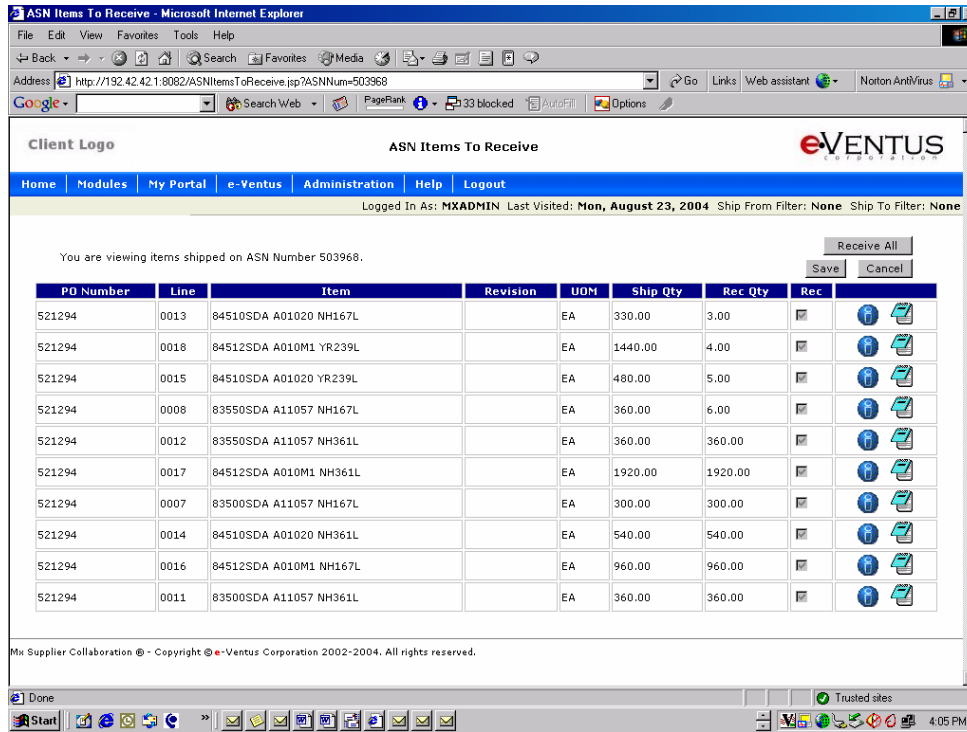 ASN Items To Receive - Microsoft Internet Explorer
File Edit View Favorites Tools Help
Back Search Favorites Media
Address http://192.42.42.1:8082/ASNItemsToReceive.jsp?ASNNum=503968 Go Links Web assistant Norton AntiVirus
Google Search Web PageRank 33 blocked AutoFill Options
Client Logo ASN Items To Receive e-VENTUS
corporation
Home Modules My Portal e-Ventus Administration Help Logout
Logged In As: MXADMIN Last Visited: Mon, August 23, 2004 Ship From Filter: None Ship To Filter: None
Receive All
You are viewing items shipped on ASN Number 503968.
Save Cancel
PO Number Line Item Revision UOM Ship Qty Rec Qty Rec
521294 0013 84510SDA A01020 NH167L EA 330.00 3.00
521294 0018 84512SDA A010M1 YR239L EA 1440.00 4.00
521294 0015 84510SDA A01020 YR239L EA 480.00 5.00
521294 0008 83550SDA A11057 NH167L EA 360.00 6.00
521294 0012 83550SDA A11057 NH361L EA 360.00 360.00
521294 0017 84512SDA A010M1 NH361L EA 1920.00 1920.00
521294 0007 83500SDA A11057 NH167L EA 300.00 300.00
521294 0014 84510SDA A01020 NH361L EA 540.00 540.00
521294 0016 84512SDA A010M1 NH167L EA 960.00 960.00
521294 0011 83500SDA A11057 NH361L EA 360.00 360.00
Mx Supplier Collaboration ® - Copyright © e-Ventus Corporation 2002-2004. All rights reserved.
Done Trusted sites
Start » 4:05 PM